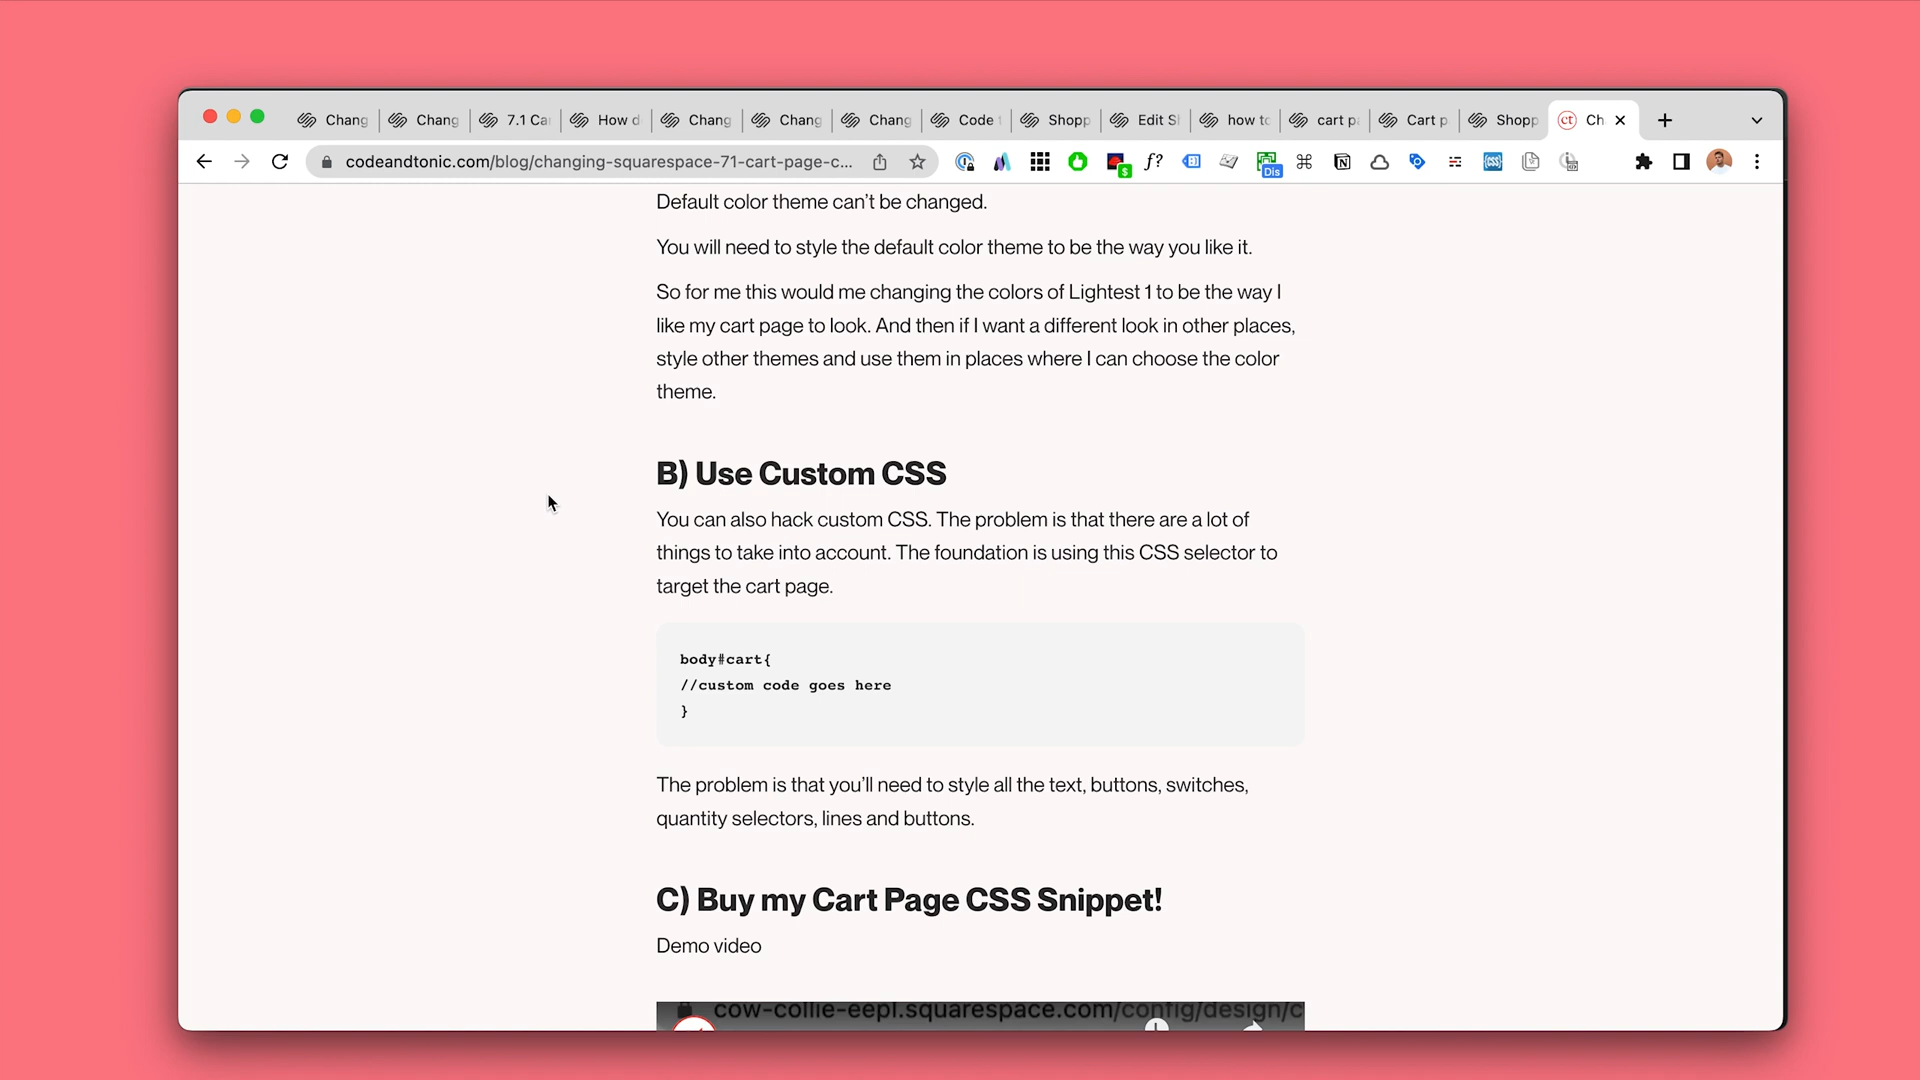 Chang
Chang
7.1 Ca
How d
Chang
Chang
Chang
Code
Shopp
Edit S
how to
cart p
Cart p
Shopp
ct
Ch
codeandtonic.com/blog/changing-squarespace-71-cart-page-c...
f?
$
Dis
Default color theme can't be changed.
You will need to style the default color theme to be the way you like it.
So for me this would me changing the colors of Lightest 1 to be the way I
like my cart page to look. And then if I want a different look in other places,
style other themes and use them in places where I can choose the color
theme.
B) Use Custom CSS
You can also hack custom CSS. The problem is that there are a lot of
things to take into account. The foundation is using this CSS selector to
target the cart page.
body#cart{
//custom code goes here
}
The problem is that you'll need to style all the text, buttons, switches,
quantity selectors, lines and buttons.
C) Buy my Cart Page CSS Snippet!
Demo video
cow-collie-eepl.squarespace.com/config/design/c